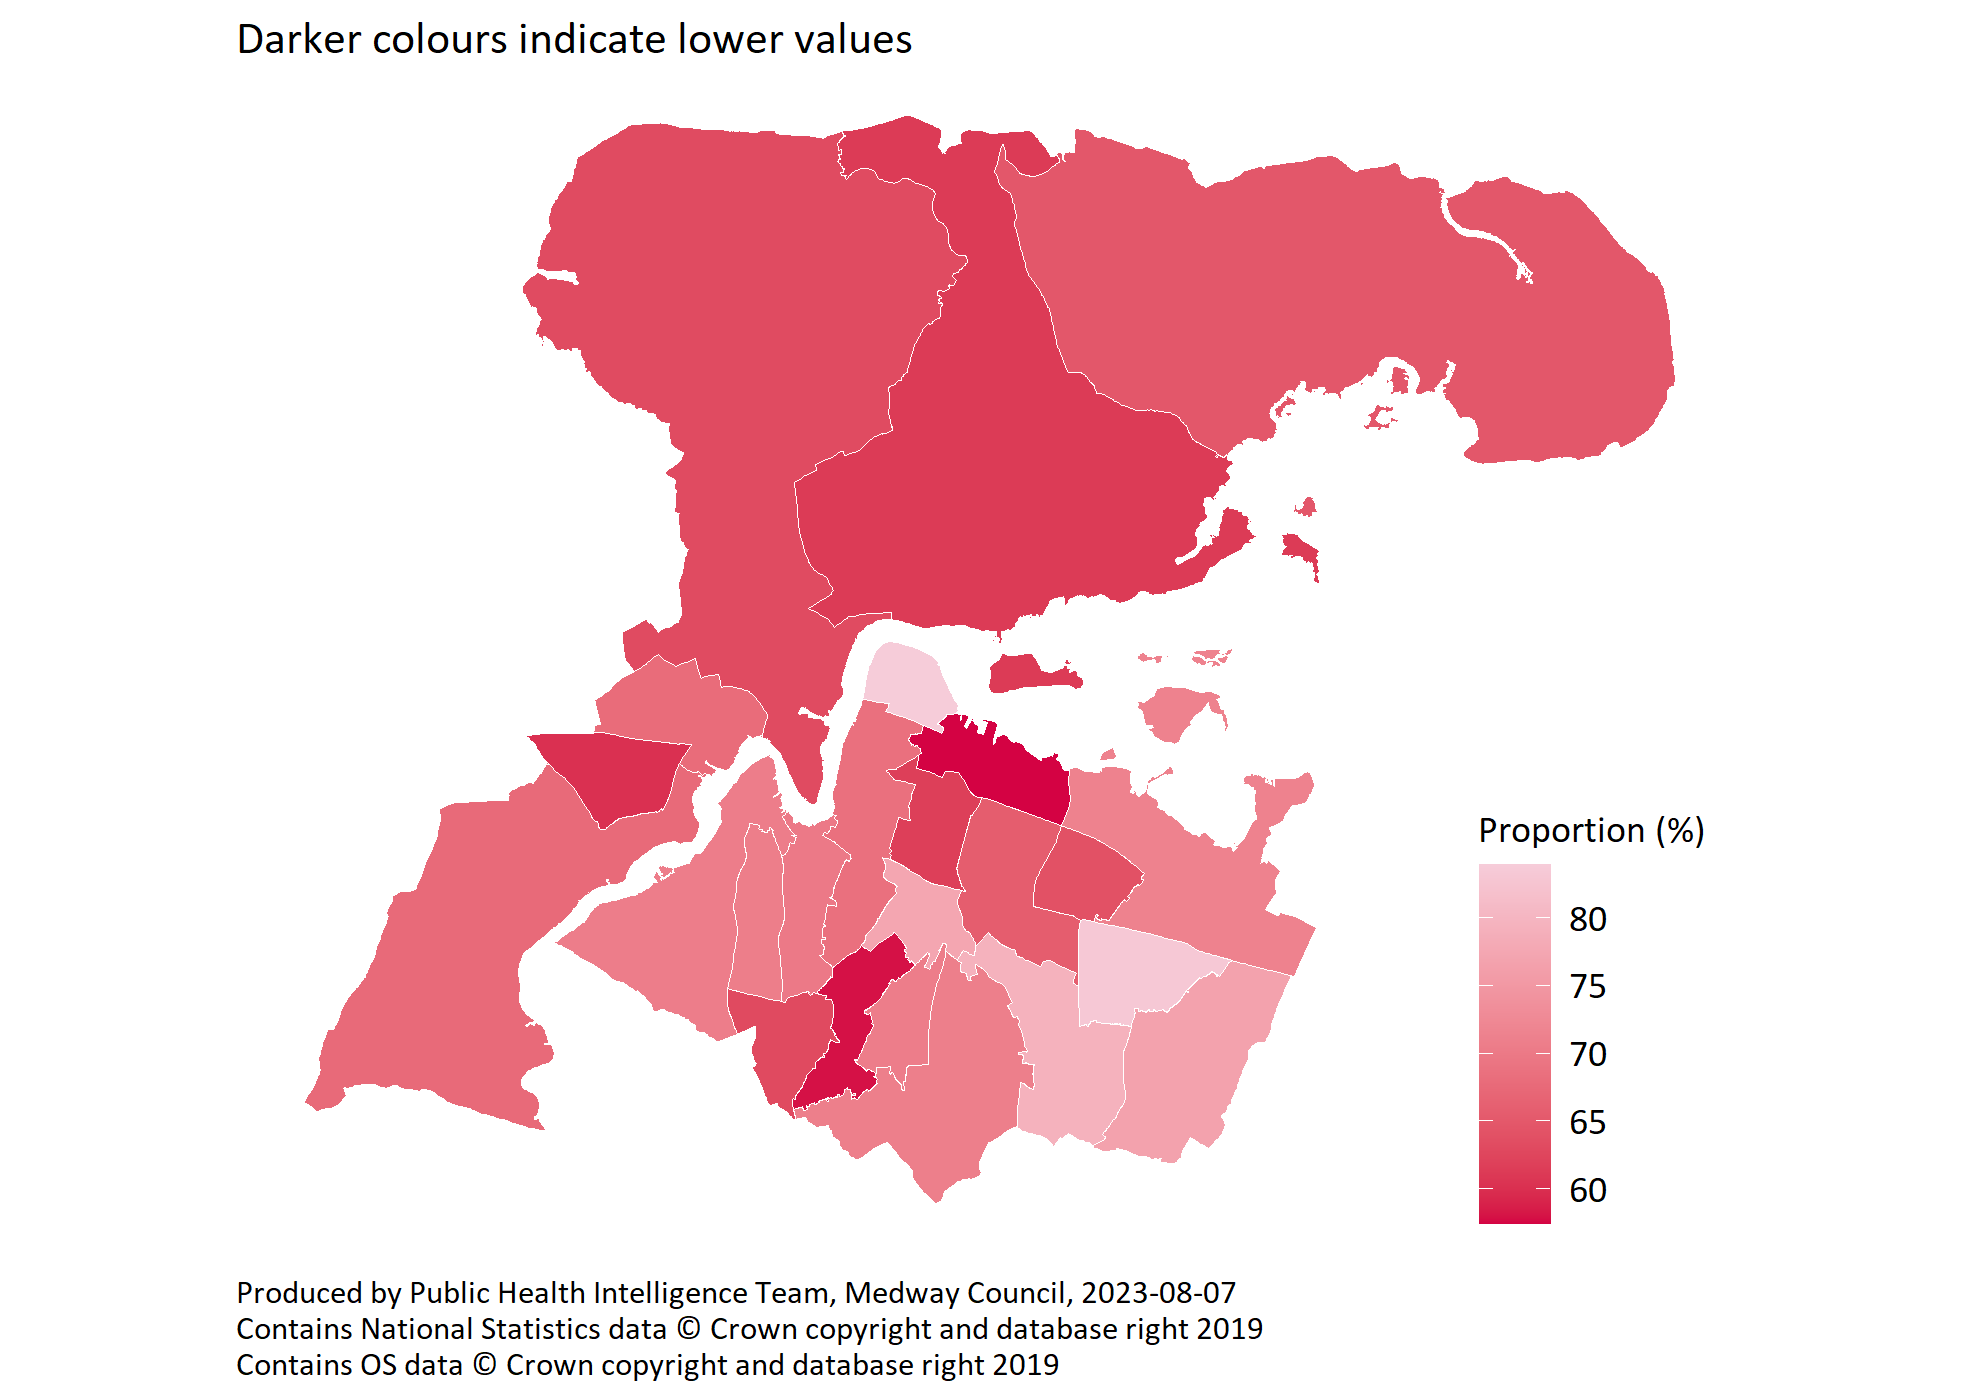 Darker colours indicate lower values
Proportion (%)
80
75
70
65
60
Produced by Public Health Intelligence Team, Medway Council, 2023-08-07
Contains National Statistics data © Crown copyright and database right 2019
Contains OS data © Crown copyright and database right 2019